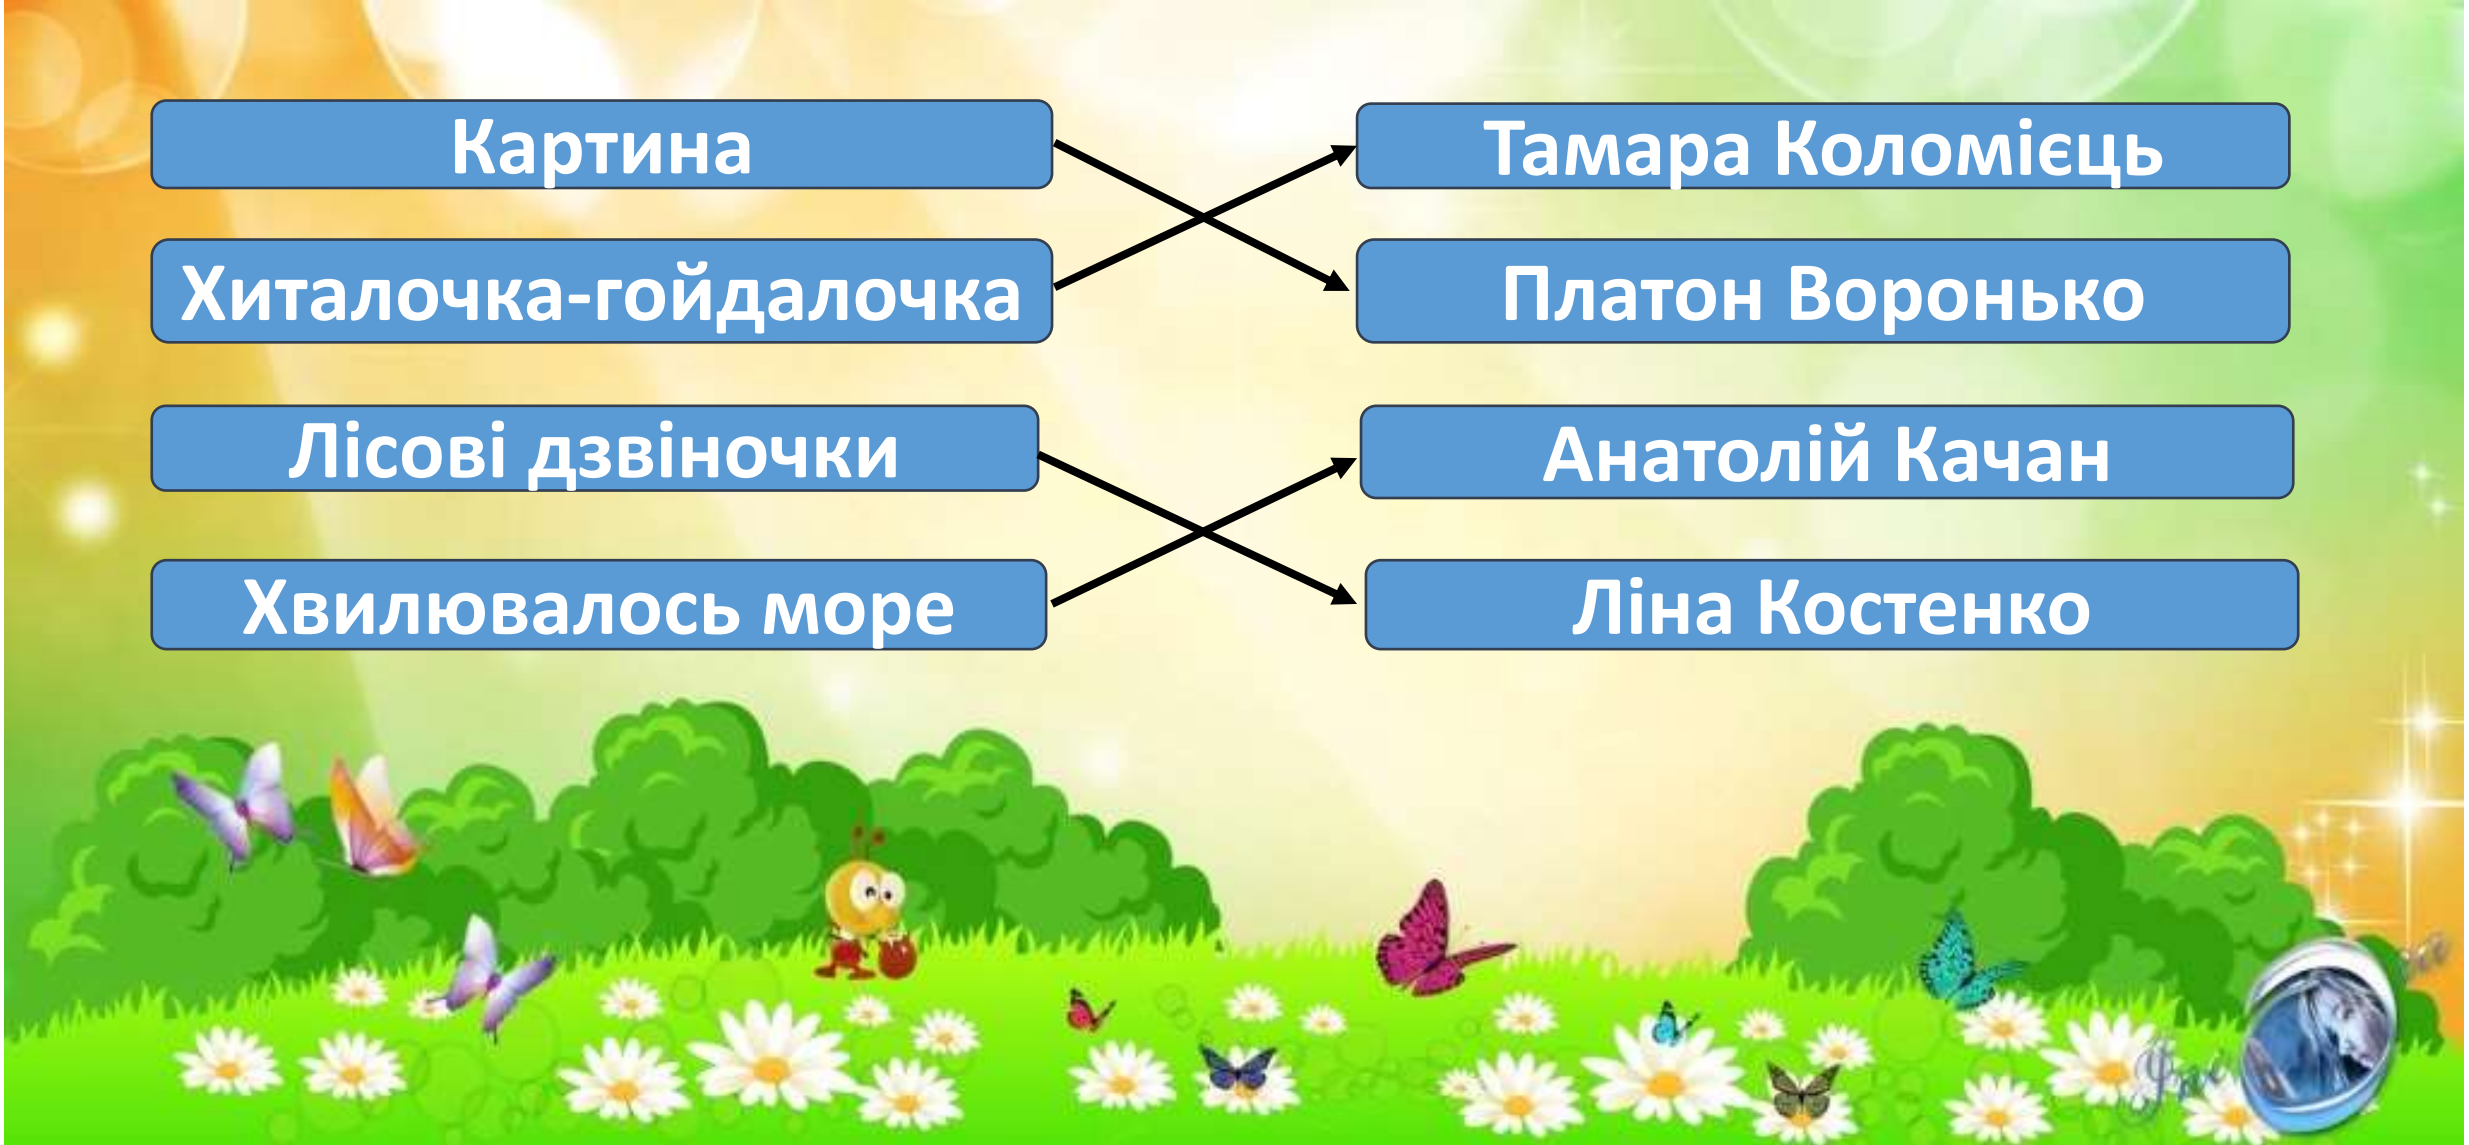 Картина
Тамара Коломієць
Хиталочка-гойдалочка
Платон Воронько
Лісові дзвіночки
Анатолій Качан
Хвилювалось море
Ліна Костенко